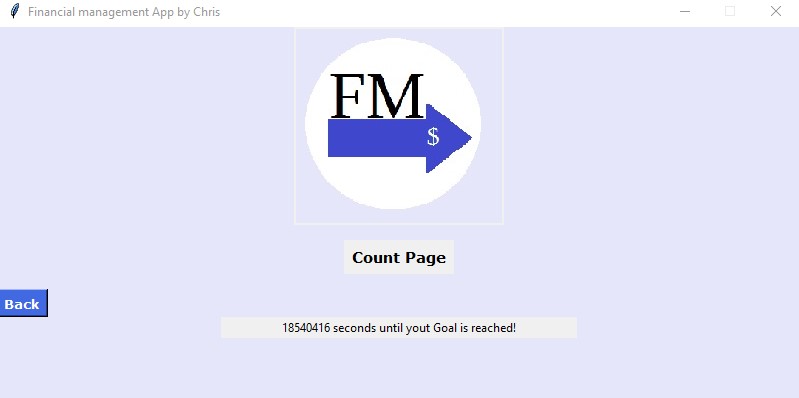 Financial management App by Chris
FM
$
Count Page
Back
18540416 seconds until yout Goal is reached!